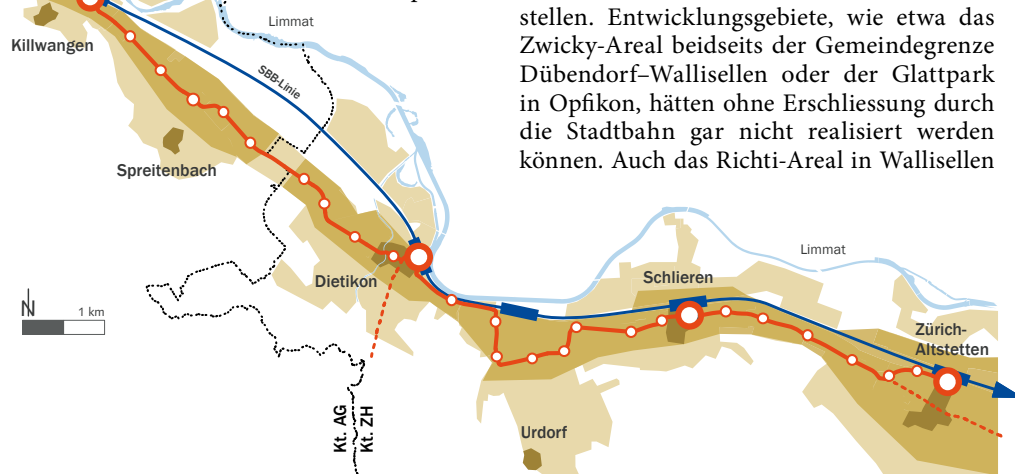 stellen. Entwicklungsgebiete, wie etwa das
Zwicky-Areal beidseits der Gemeindegrenze
Dübendorf–Wallisellen oder der Glattpark
in Opfikon, hätten ohne Erschliessung durch
die Stadtbahn gar nicht realisiert werden
können. Auch das Richti-Areal in Wallisellen
Limmat
Killwangen
SBB-Linie
Spreitenbach
Dietikon
Limmat
Schlieren
N
1 km
Zürich-
Altstetten
Kt. AG
Kt. ZH
Urdorf